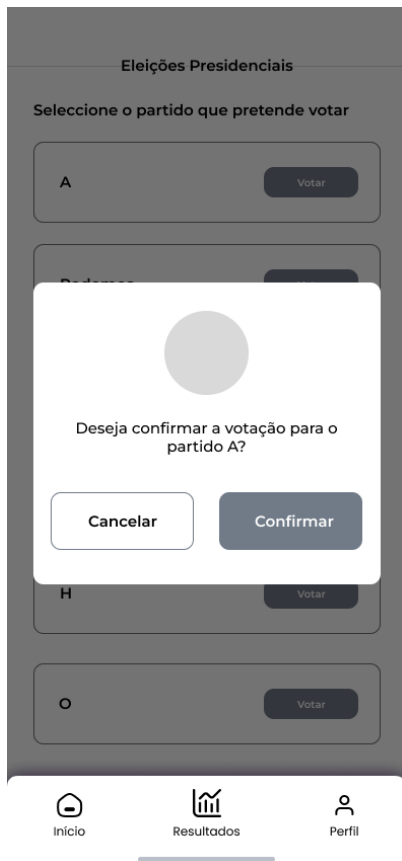 Eleições Presidenciais
Seleccione o partido que pretende votar
A
Votar
Deseja confirmar a votação para o
partido A?
Cancelar
Confirmar
H
Votar
O
Votar
Início
Resultados
Perfil